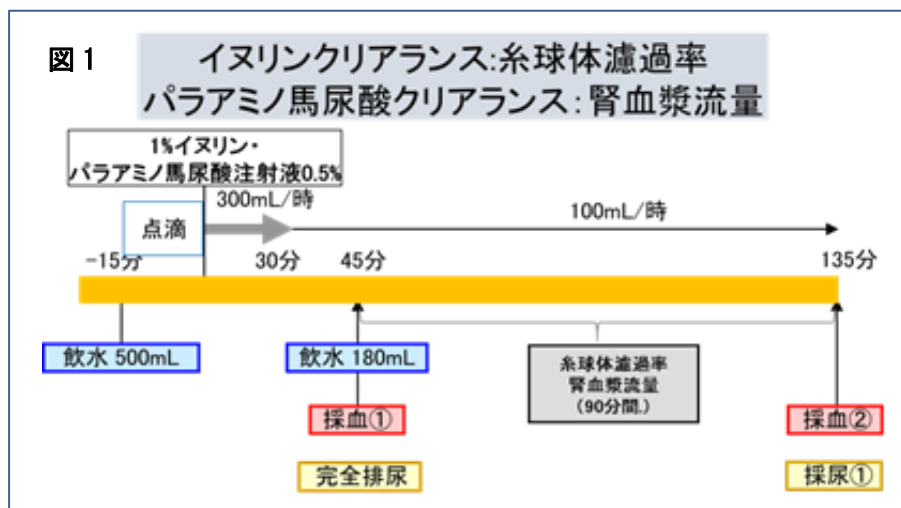 図1
イヌリンクリアランス:糸球体濾過率
パラアミノ馬尿酸クリアランス:腎血漿流量
1%イヌリン・
パラアミノ馬尿酸注射液0.5%
300mL/時
100mL/時
点滴
-15分
30分
45分
135分
飲水 500mL
飲水 180mL
糸球体濾過率
腎血漿流量
(90分間.)
採血①
採血②
完全排尿
採尿①